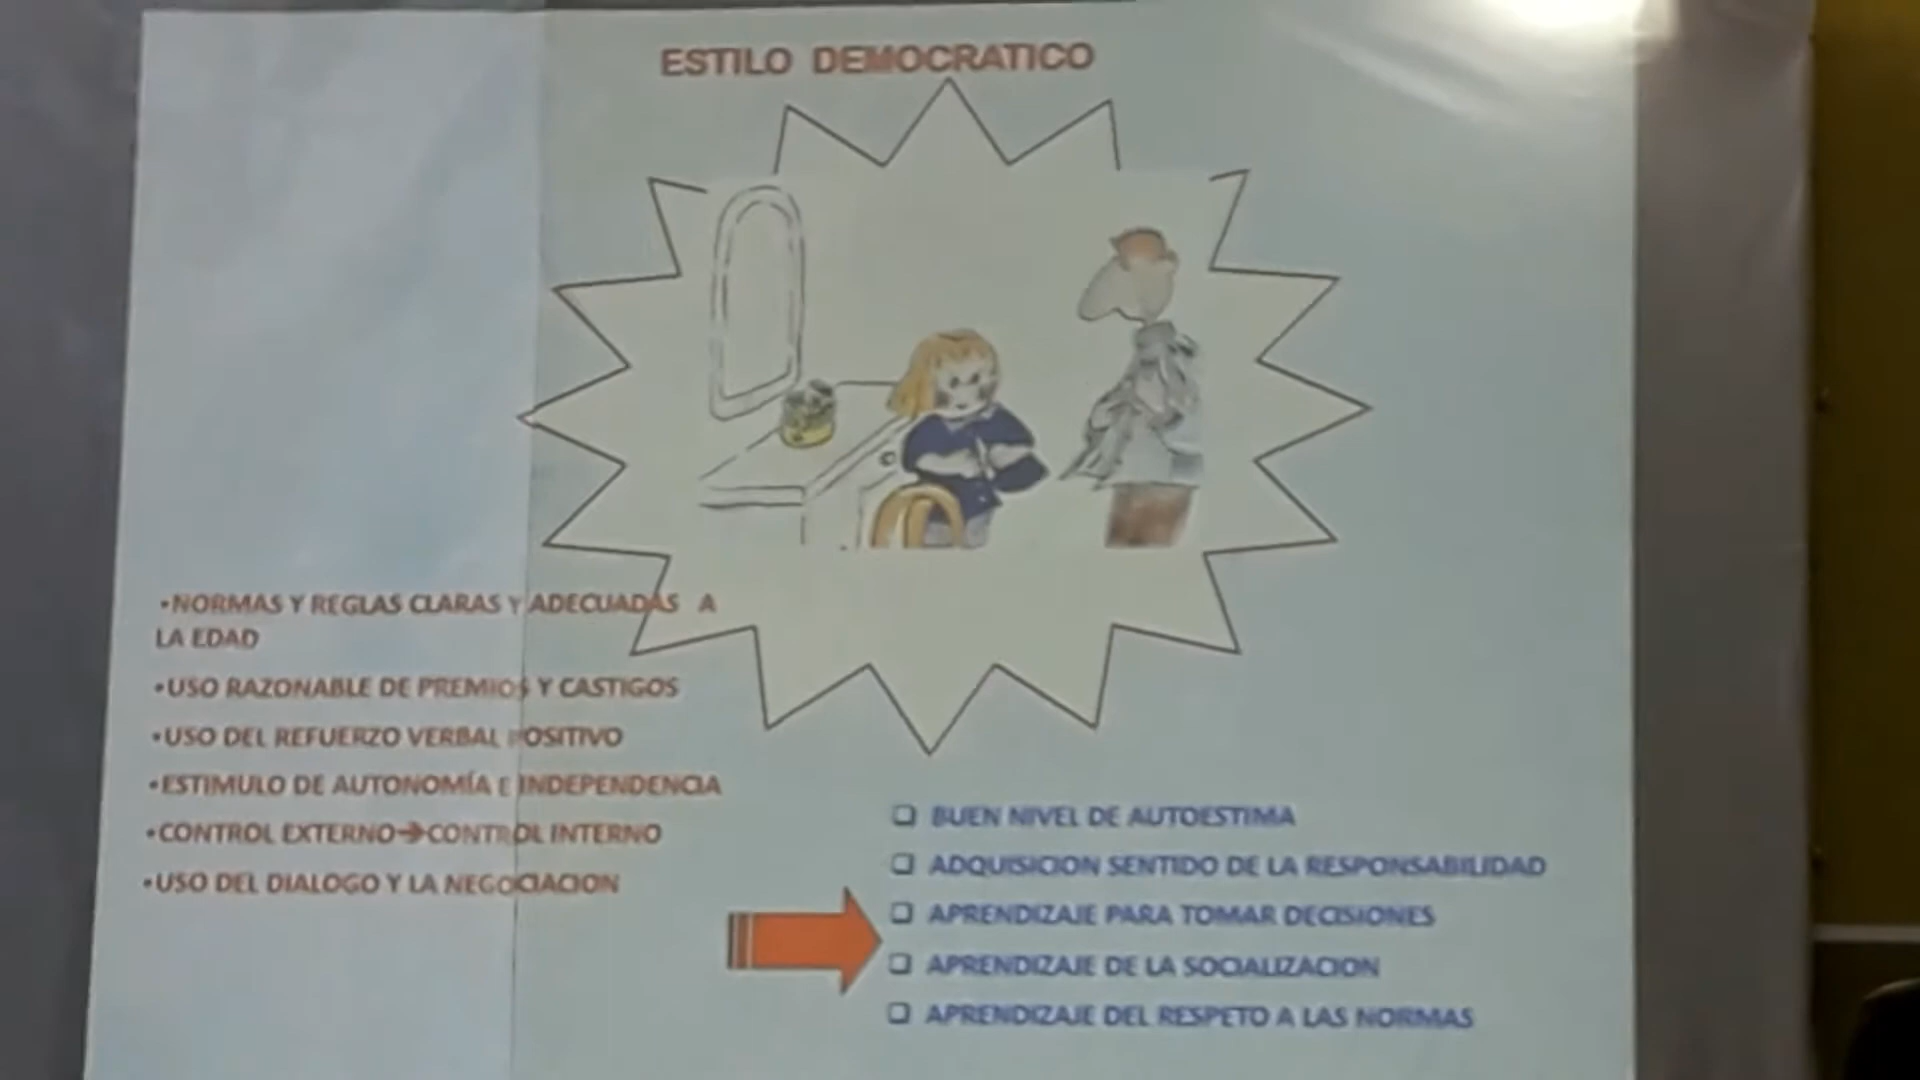 ESTILO DEMOCRATICO
•NORMAS Y REGLAS CLARAS Y ADECUADAS A
LA EDAD
•USO RAZONABLE DE PREMIOS Y CASTIGOS
•USO DEL REFUERZO VERBAL POSITIVO
•ESTIMULO DE AUTONOMÍA E INDEPENDENCIA
•CONTROL EXTERNO→CONTROL INTERNO
•USO DEL DIALOGO Y LA NEGOCIACION
❑ BUEN NIVEL DE AUTOESTIMA
❑ ADQUISICION SENTIDO DE LA RESPONSABILIDAD
❑ APRENDIZAJE PARA TOMAR DECISIONES
❑ APRENDIZAJE DE LA SOCIALIZACION
❑ APRENDIZAJE DEL RESPETO A LAS NORMAS